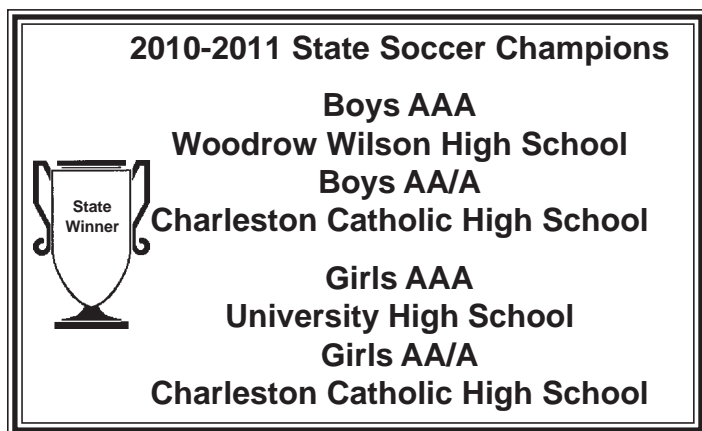 2010-2011 State Soccer Champions
Boys AAA
Woodrow Wilson High School
Boys AA/A
Charleston Catholic High School
State
Winner
Girls AAA
University High School
Girls AA/A
Charleston Catholic High School